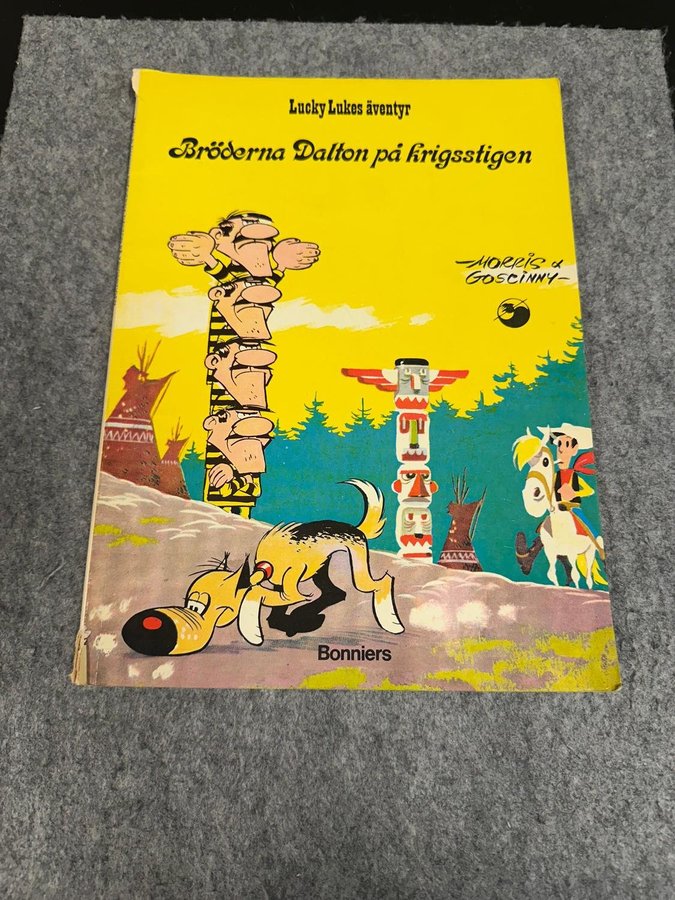 Lucky Lukes äventyr
Bröderna Dalton på krigsstigen
MORRIS &
GOSCINNY
Bonniers